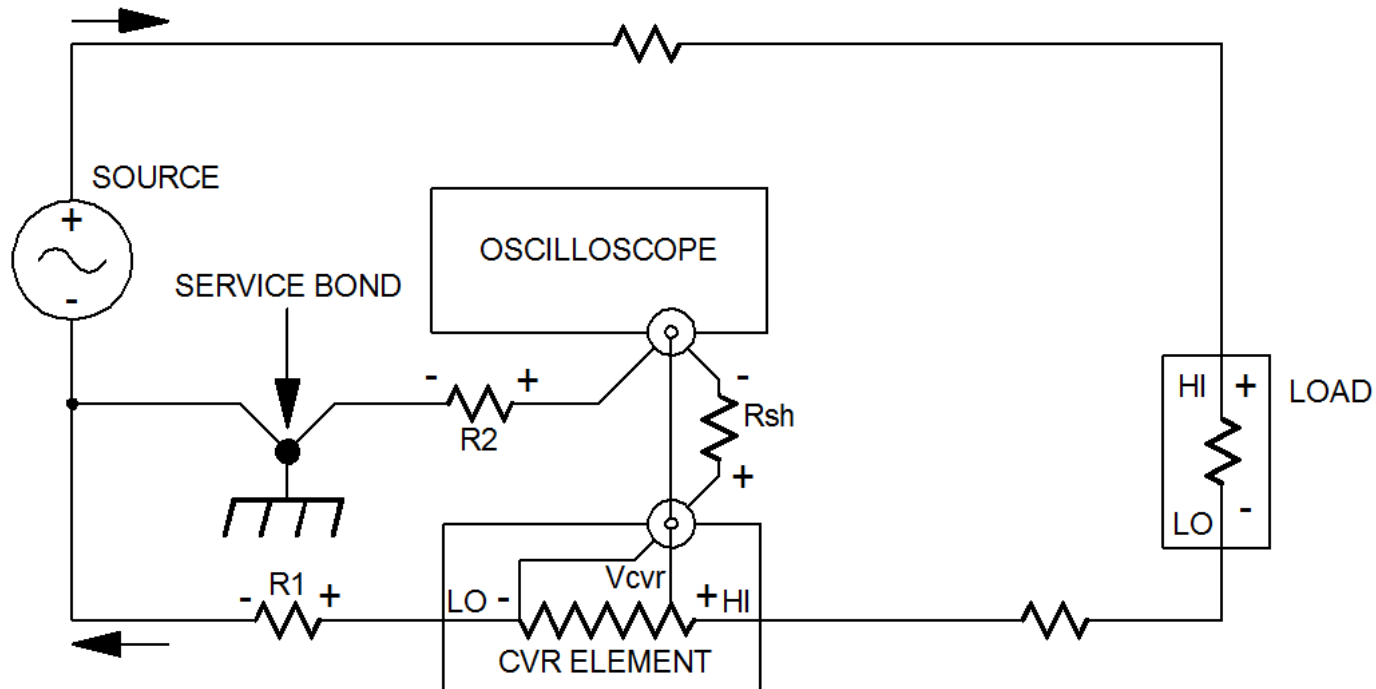 SOURCE
+
-
SERVICE BOND
OSCILLOSCOPE
- +
R2
-
Rsh
+
HI +
LOAD
LO -
R1
- +
LO - Vcvr + HI
CVR ELEMENT